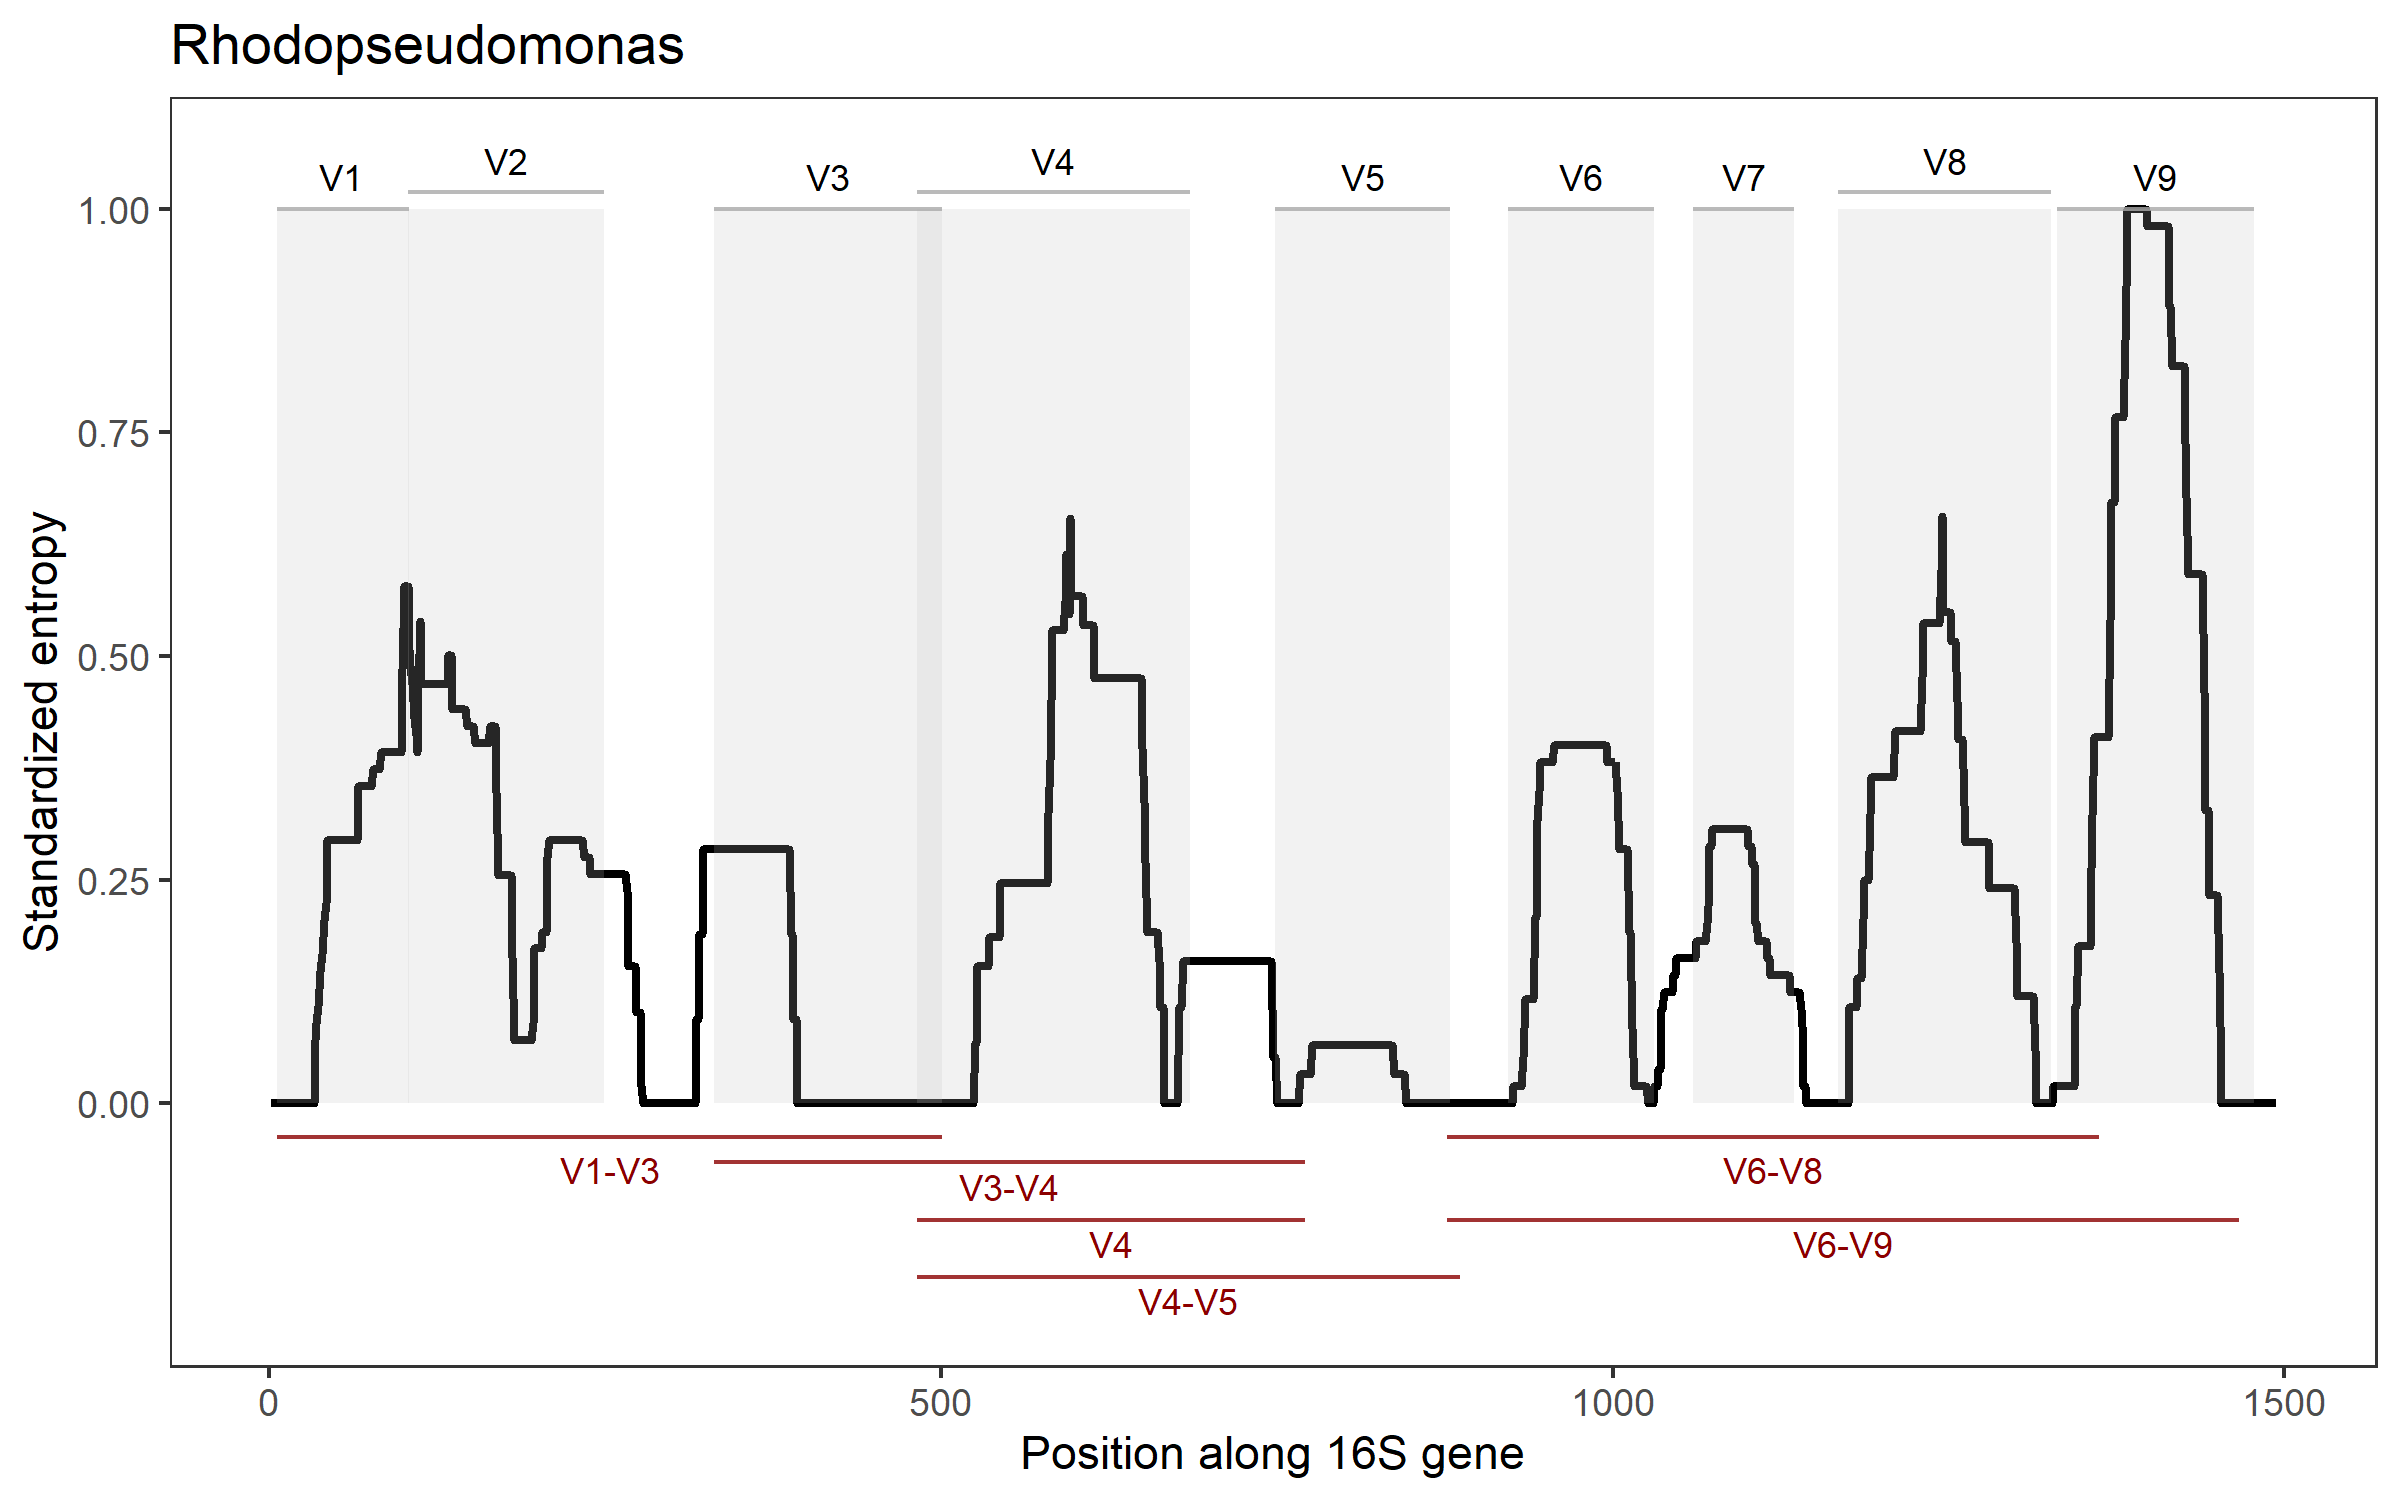 Rhodopseudomonas
V1 V2 V3 V4 V5 V6 V7 V8 V9
1.00
0.75
0.50
0.25
0.00
Standardized entropy
V1-V3 V6-V8
V3-V4
V4 V6-V9
V4-V5
0 500 1000 1500
Position along 16S gene